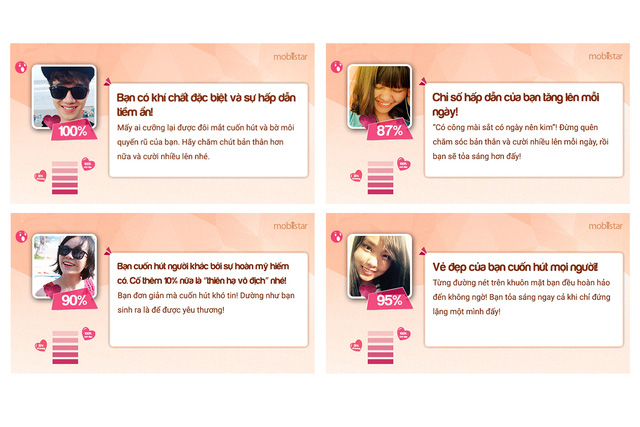 mobiistar
100%
Bạn có khí chất đặc biệt và sự hấp dẫn
tiềm ẩn!
Mấy ai cưỡng lại được đôi mắt cuốn hút và bờ môi
quyến rũ của bạn. Hãy chăm chút bản thân hơn
nữa và cười nhiều lên nhé.
mobiistar
87%
Chỉ số hấp dẫn của bạn tăng lên mỗi
ngày!
“Có công mài sắt có ngày nên kim”! Đừng quên
chăm sóc bản thân và cười nhiều lên mỗi ngày, rồi
bạn sẽ tỏa sáng hơn đấy!
mobiistar
90%
Bạn cuốn hút người khác bởi sự hoàn mỹ hiếm
có. Cố thêm 10% nữa là “thiên hạ vô địch” nhé!
Bạn đơn giản mà cuốn hút khó tin! Dường như bạn
sinh ra là để được yêu thương!
mobiistar
95%
Vẻ đẹp của bạn cuốn hút mọi người!
Từng đường nét trên khuôn mặt bạn đều hoàn hảo
đến không ngờ! Bạn tỏa sáng ngay cả khi chỉ đứng
lặng một mình đấy!